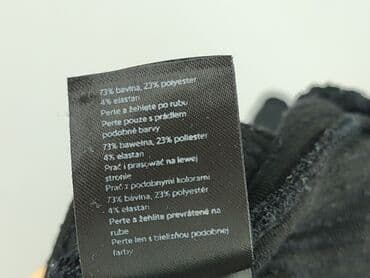 73% bavlna, 23% polyester
4% elastan
Perte a žehlete po rubu
Perte pouze s prádlem
podobné barvy
73% bawełna, 23% poliester
4% elastan
Prać i prasować na lewej
stronie
Prać z podobnymi kolorami
73% bavlna, 23% polyestér
4% elastan
Perte a žehlite prevrátené na
rube
Perte len s bielizňou podobnej
farby